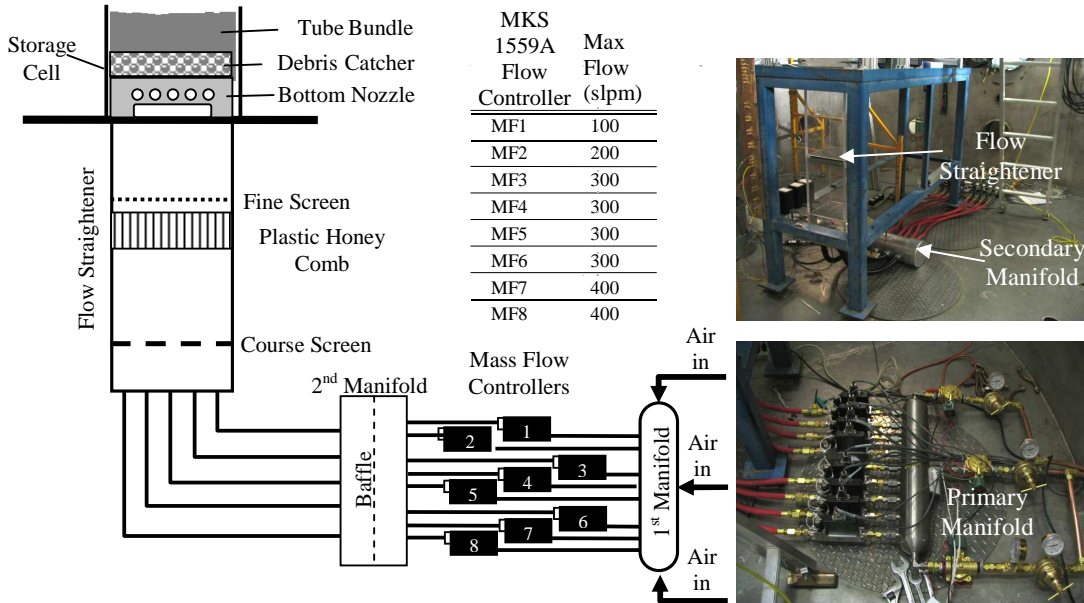 Tube Bundle
Storage
Cell
Debris Catcher
Bottom Nozzle
Flow Straightener
Fine Screen
Plastic Honey
Comb
Course Screen
MKS
1559A
Flow
Controller
Max
Flow
(slpm)
MF1 100
MF2 200
MF3 300
MF4 300
MF5 300
MF6 300
MF7 400
MF8 400
2nd Manifold
Baffle
Mass Flow
Controllers
1
2
3
4
5
6
7
8
1st Manifold
Air
in
Air
in
Air
in
Flow
Straightener
Secondary
Manifold
Primary
Manifold